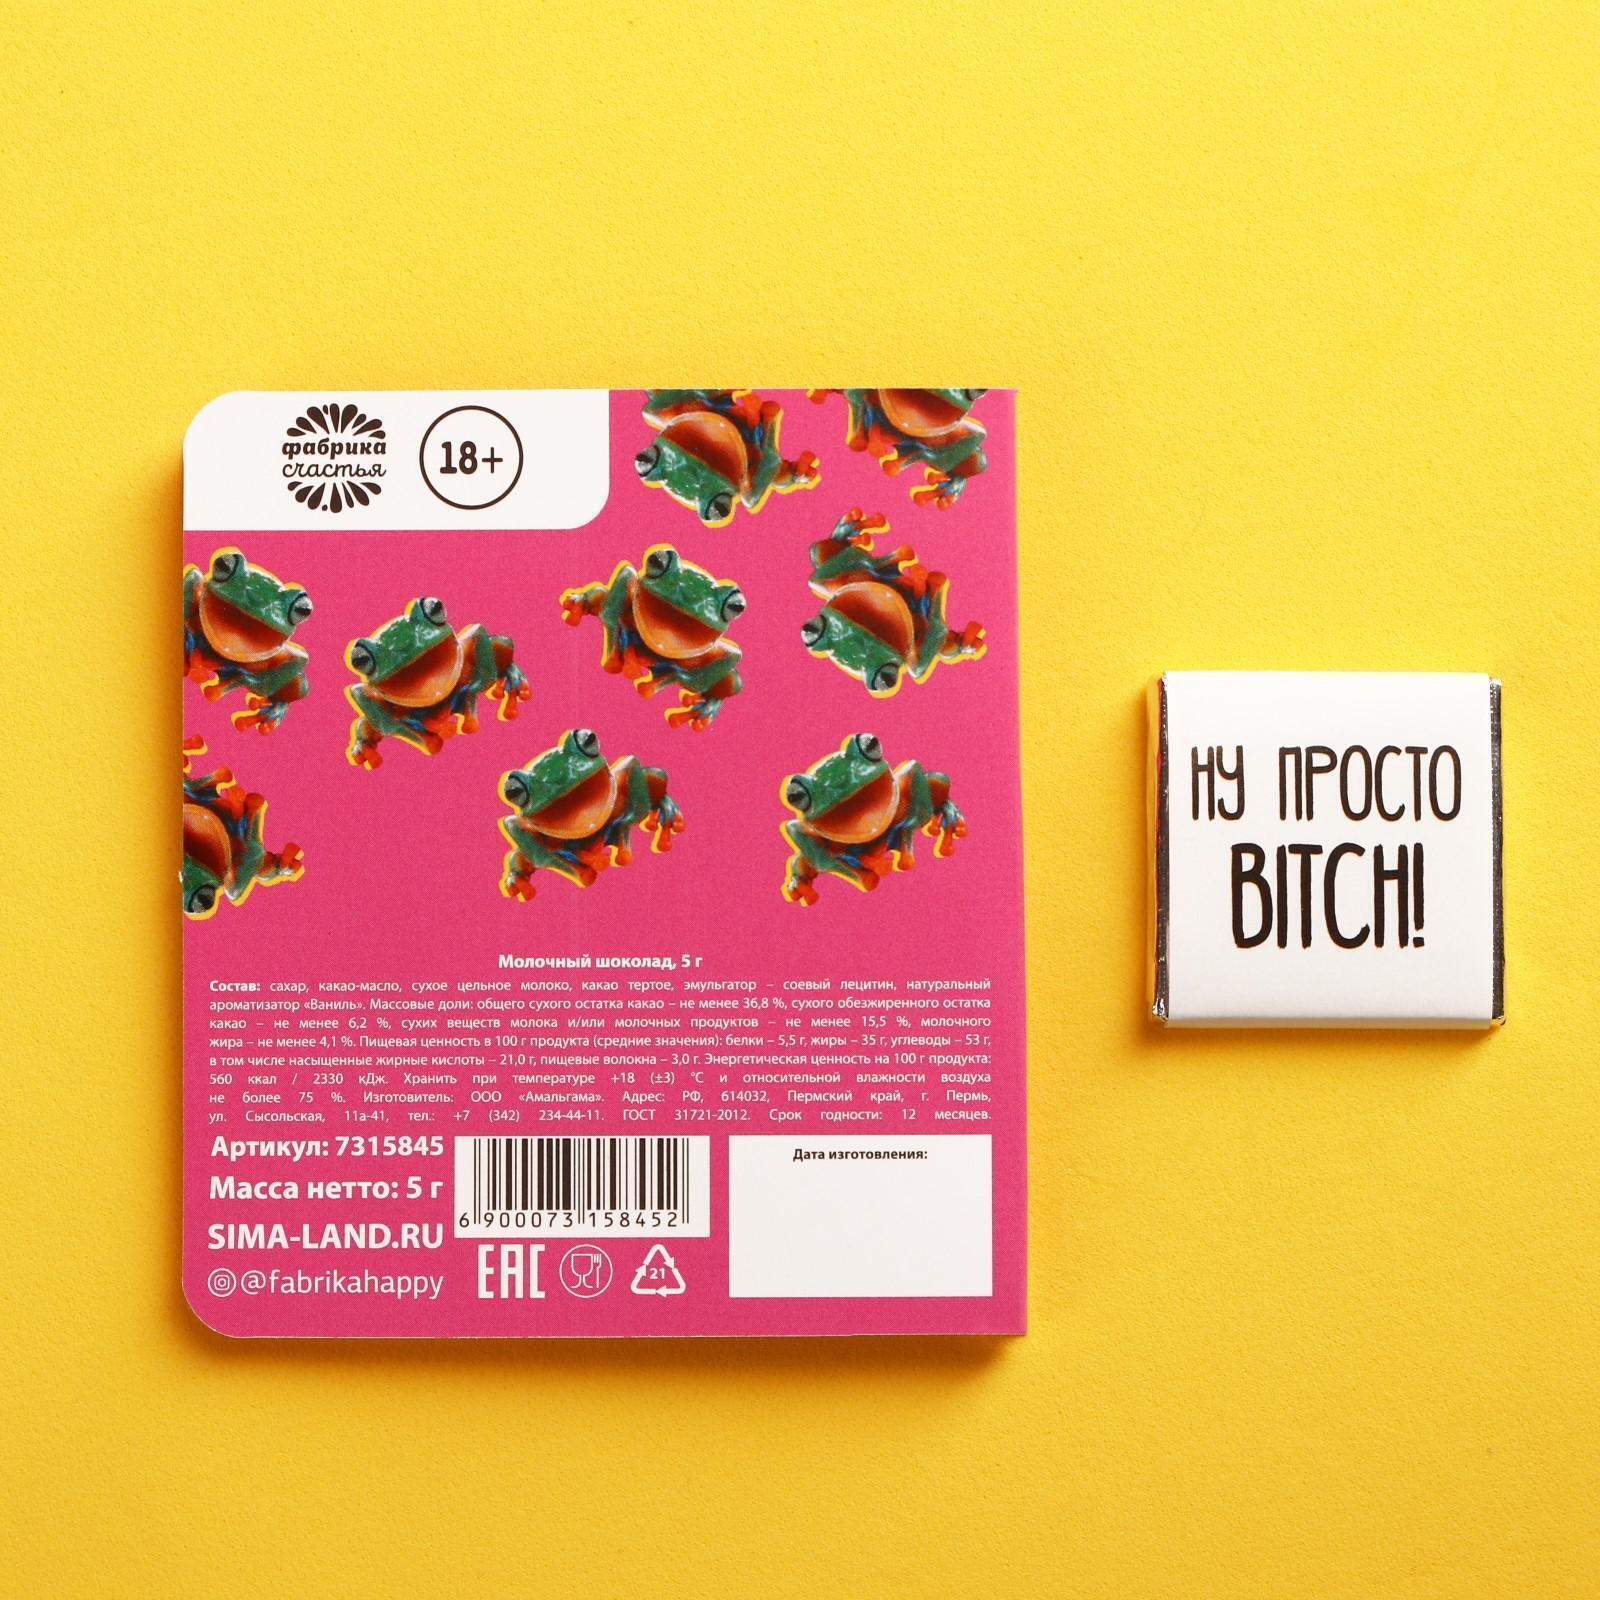 фабрика
счастья
18+
Молочный шоколад, 5 г
Состав: сахар, какао-масло, сухое цельное молоко, какао тертое, эмульгатор – соевый лецитин, натуральный
ароматизатор «Ваниль». Массовые доли: общего сухого остатка какао – не менее 36,8 %, сухого обезжиренного остатка
какао – не менее 6,2 %, сухих веществ молока и/или молочных продуктов – не менее 15,5 %, молочного
жира – не менее 4,1 %. Пищевая ценность в 100 г продукта (средние значения): белки – 5,5 г, жиры – 35 г, углеводы – 53 г,
в том числе насыщенные жирные кислоты – 21,0 г, пищевые волокна – 3,0 г. Энергетическая ценность на 100 г продукта:
560 ккал / 2330 кДж. Хранить при температуре +18 (±3) °С и относительной влажности воздуха
не более 75 %. Изготовитель: ООО «Амальгама». Адрес: РФ, 614032, Пермский край, г. Пермь,
ул. Сысольская, 11а-41, тел.: +7 (342) 234-44-11. ГОСТ 31721-2012. Срок годности: 12 месяцев.
Артикул: 7315845
Масса нетто: 5 г
SIMA-LAND.RU
@fabrikahappy
6 900073 158452
EAC
21
Дата изготовления:
НУ ПРОСТО
BITCH!